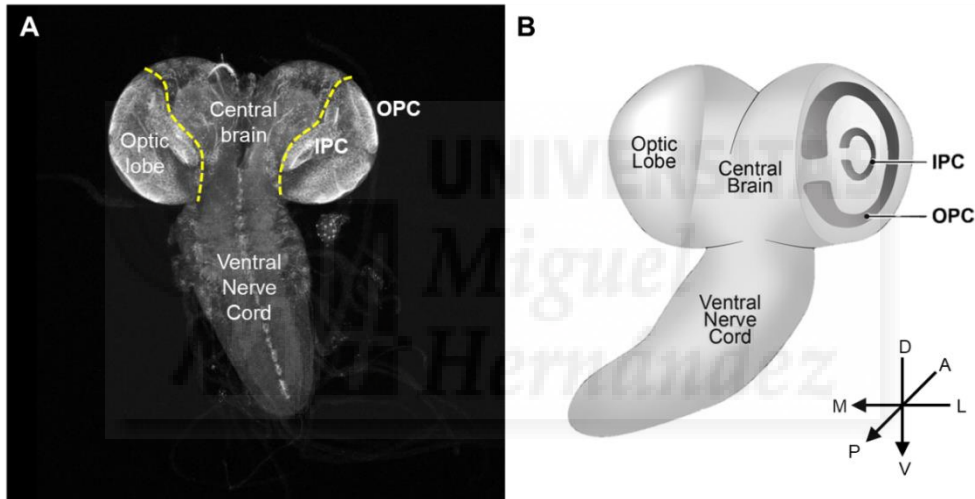 A
Optic
lobe
Central
brain
IPC
OPC
Ventral
Nerve
Cord
B
Optic
Lobe
Central
Brain
IPC
OPC
Ventral
Nerve
Cord
D
A
M
L
P
V
UNIVERSIT
Miguel
Hernández